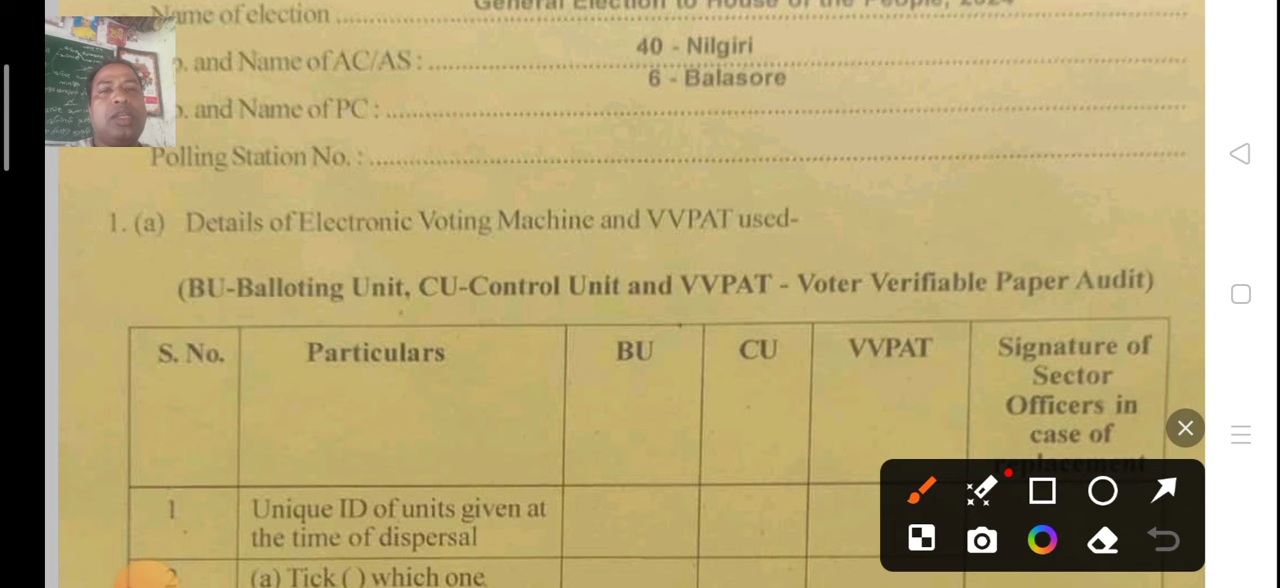 Name of election
General Election to House of the People, 2024
and Name of AC/AS :
40 - Nilgiri
6 - Balasore
and Name of PC :
Polling Station No. :
1. (a) Details of Electronic Voting Machine and VVPAT used-
(BU-Balloting Unit, CU-Control Unit and VVPAT - Voter Verifiable Paper Audit)
S. No. Particulars BU CU VVPAT Signature of
Sector
Officers in
case of
replacement
1 Unique ID of units given at
the time of dispersal
2 (a) Tick ( ) which one